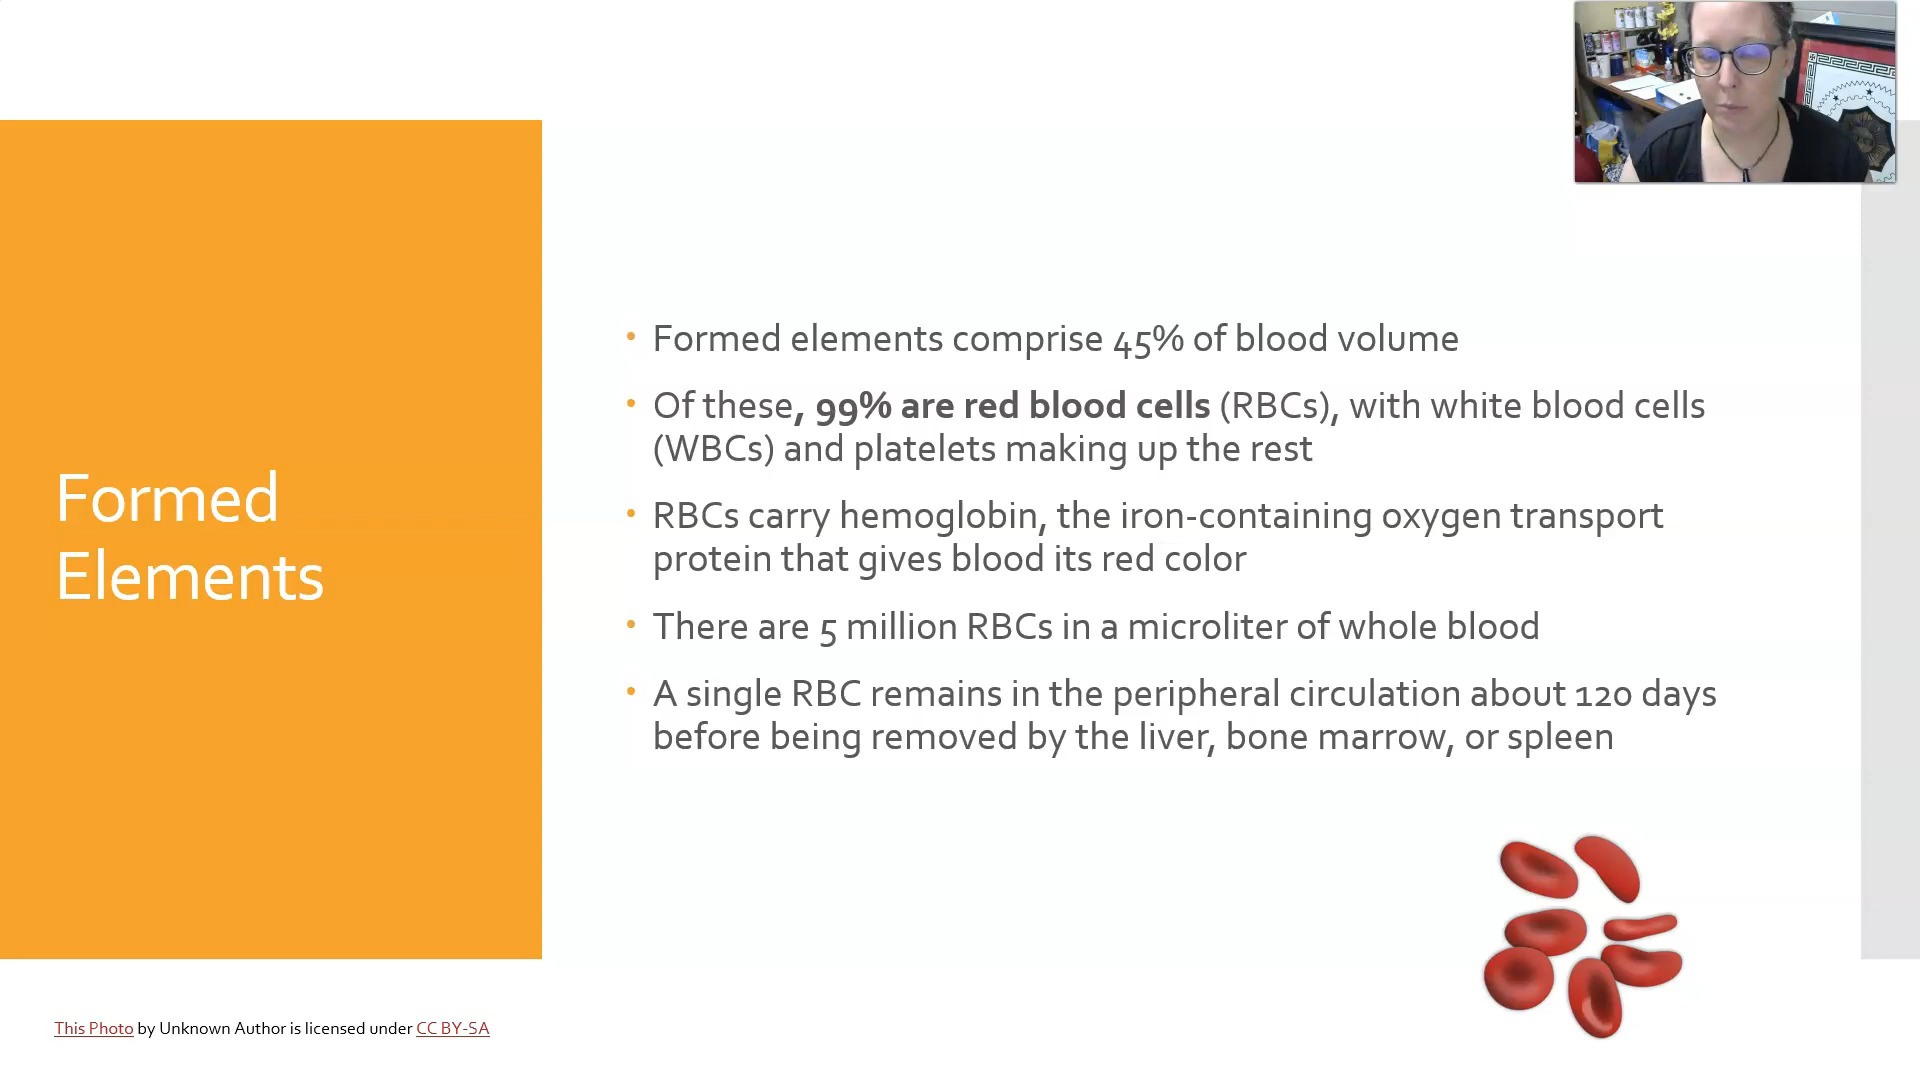 Formed
Elements
• Formed elements comprise 45% of blood volume
• Of these, 99% are red blood cells (RBCs), with white blood cells
(WBCs) and platelets making up the rest
• RBCs carry hemoglobin, the iron-containing oxygen transport
protein that gives blood its red color
• There are 5 million RBCs in a microliter of whole blood
• A single RBC remains in the peripheral circulation about 120 days
before being removed by the liver, bone marrow, or spleen
This Photo by Unknown Author is licensed under CC BY-SA